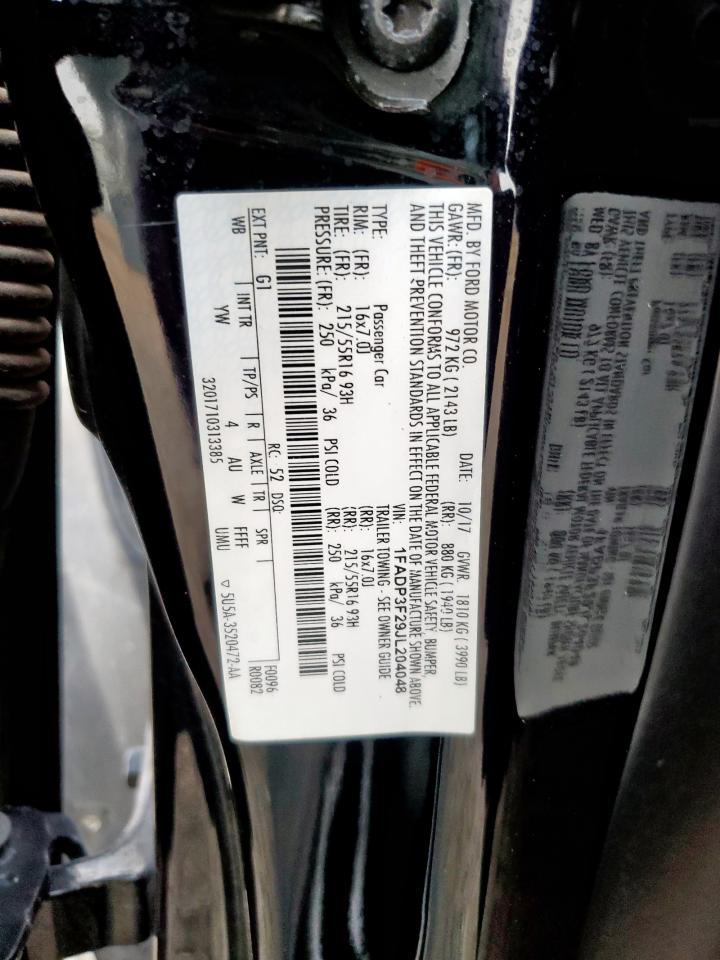 MFD. BY FORD MOTOR CO. DATE: 10/17 GVWR: 1810 KG ( 3990 LB)
GAWR: (FR): 972 KG ( 2143 LB) (RR): 880 KG ( 1940 LB)
THIS VEHICLE CONFORMS TO ALL APPLICABLE FEDERAL MOTOR VEHICLE SAFETY, BUMPER,
AND THEFT PREVENTION STANDARDS IN EFFECT ON THE DATE OF MANUFACTURE SHOWN ABOVE.
VIN: 1FADP3F29JL204048
TYPE: Passenger Car TRAILER TOWING - SEE OWNER GUIDE
RIM: (FR): 16x7.0J (RR): 16x7.0J
TIRE: (FR): 215/55R16 93H (RR): 215/55R16 93H
PRESSURE: (FR): 250 kPa/ 36 PSI COLD (RR): 250 kPa/ 36 PSI COLD
RC: 52 DSO: F0096
EXT PNT: G1 R0082
WB INT TR TP/PS R AXLE TR SPR
YW 4 AU W FFFF
3201710313385 UMU ▽ 5U5A-3520472-AA